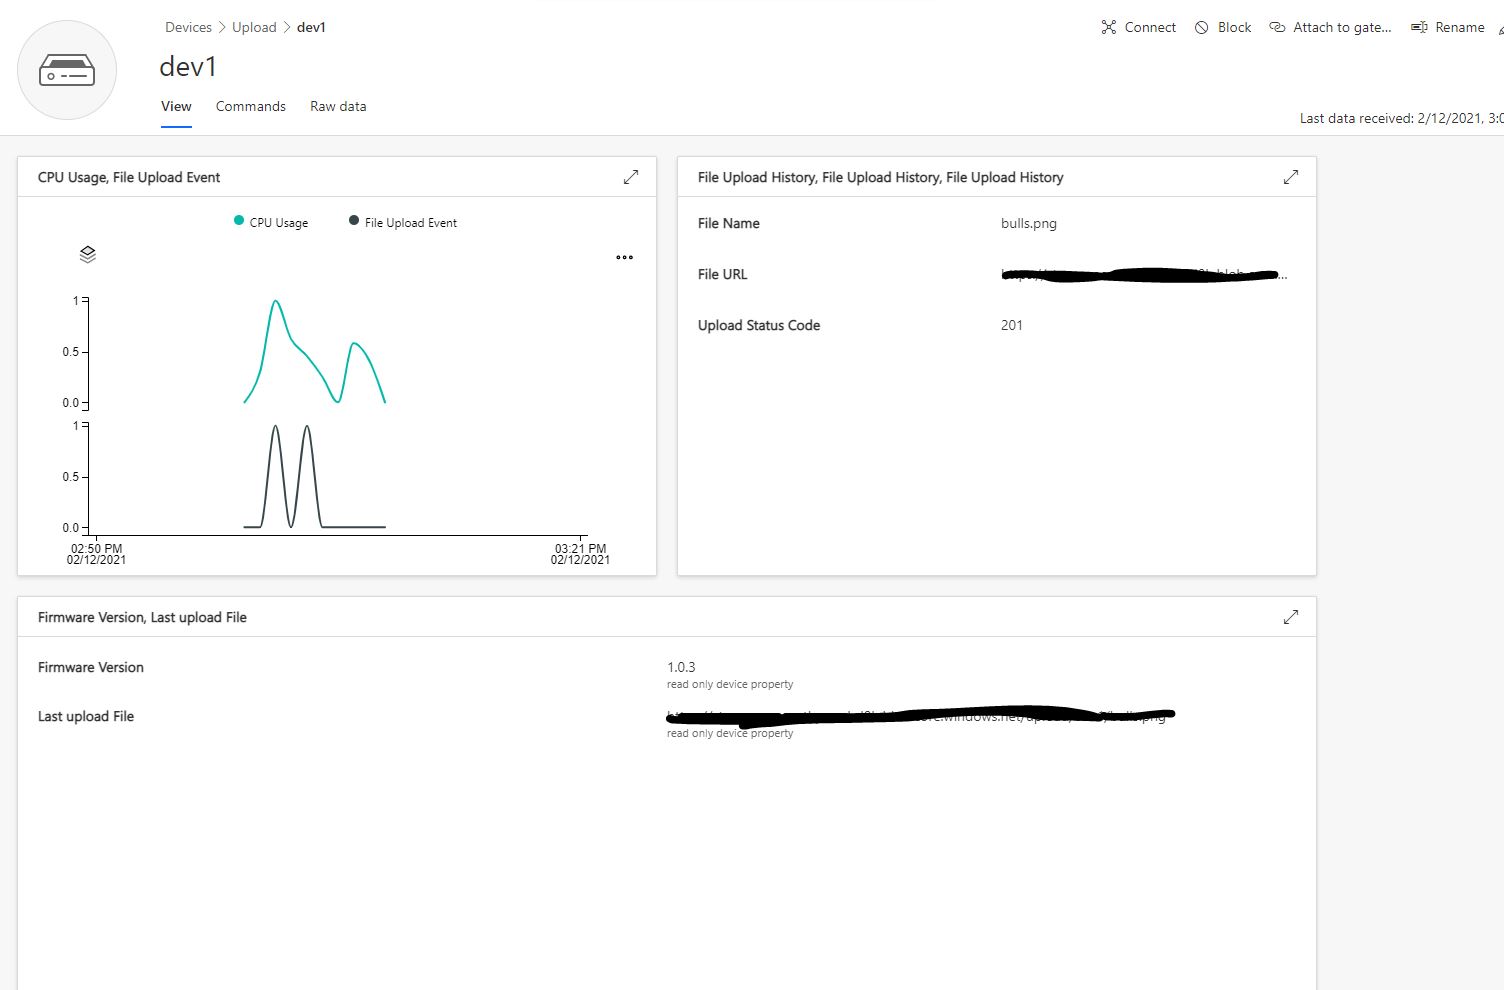 Devices > Upload > dev1
Connect Block Attach to gate... Rename
dev1
View Commands Raw data
Last data received: 2/12/2021, 3:0
CPU Usage, File Upload Event
CPU Usage File Upload Event
1
0.5
0.0
1
0.5
0.0
02:50 PM 03:21 PM
02/12/2021 02/12/2021
File Upload History, File Upload History, File Upload History
File Name bulls.png
File URL ...
Upload Status Code 201
Firmware Version, Last upload File
Firmware Version 1.0.3
read only device property
Last upload File
read only device property